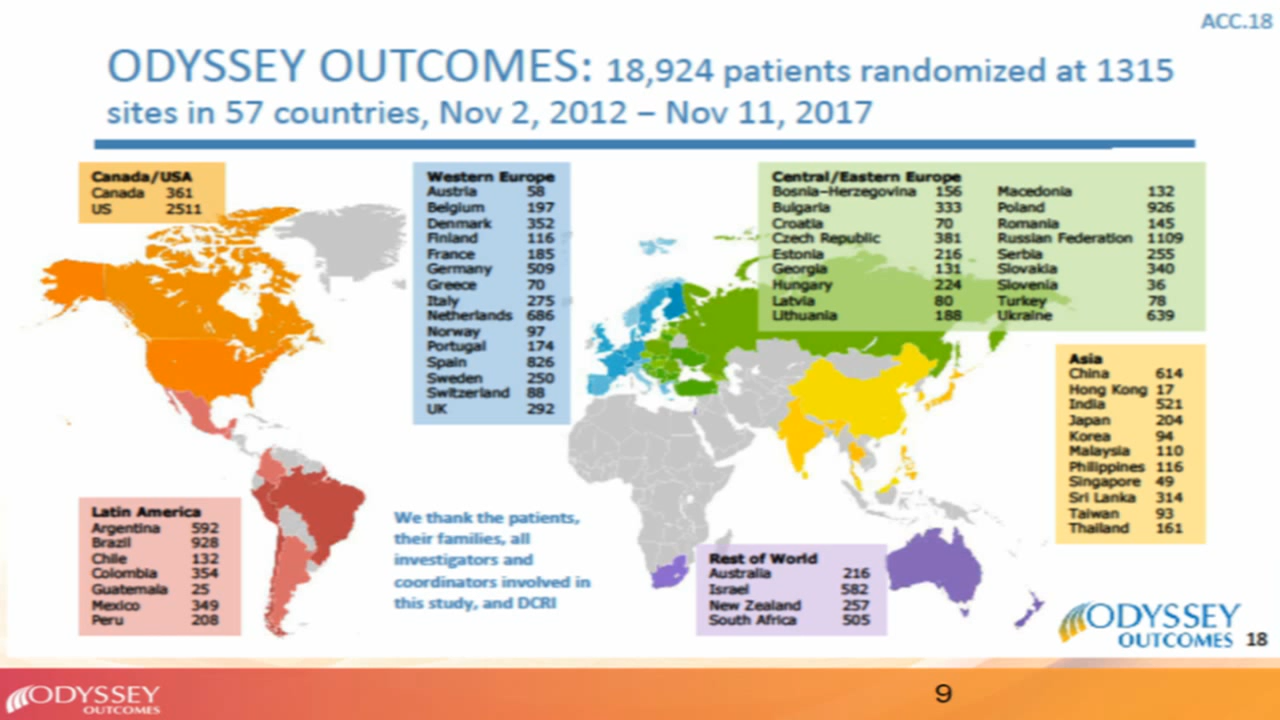 ACC.18
ODYSSEY OUTCOMES: 18,924 patients randomized at 1315
sites in 57 countries, Nov 2, 2012 – Nov 11, 2017
Canada/USA
Canada 361
US 2511
Western Europe
Austria 58
Belgium 197
Denmark 352
Finland 116
France 185
Germany 509
Greece 70
Italy 275
Netherlands 686
Norway 97
Portugal 174
Spain 826
Sweden 250
Switzerland 88
UK 292
Central/Eastern Europe
Bosnia–Herzegovina 156 Macedonia 132
Bulgaria 333 Poland 926
Croatia 70 Romania 145
Czech Republic 381 Russian Federation 1109
Estonia 216 Serbia 255
Georgia 131 Slovakia 340
Hungary 224 Slovenia 36
Latvia 80 Turkey 78
Lithuania 188 Ukraine 639
Asia
China 614
Hong Kong 17
India 521
Japan 204
Korea 94
Malaysia 110
Philippines 116
Singapore 49
Sri Lanka 314
Taiwan 93
Thailand 161
Latin America
Argentina 592
Brazil 928
Chile 132
Colombia 354
Guatemala 25
Mexico 349
Peru 208
We thank the patients,
their families, all
investigators and
coordinators involved in
this study, and DCRI
Rest of World
Australia 216
Israel 582
New Zealand 257
South Africa 505
ODYSSEY
OUTCOMES 18
ODYSSEY
OUTCOMES
9